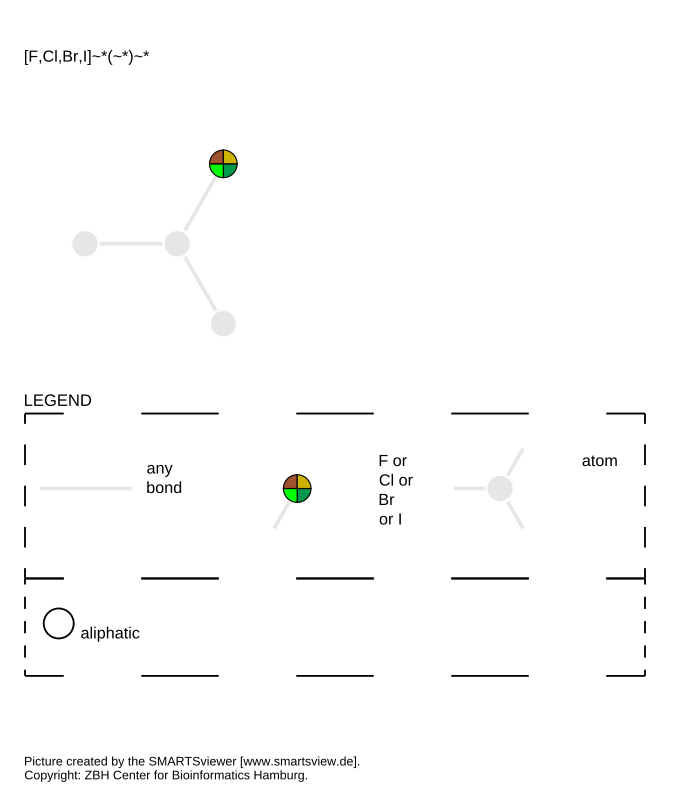 [F,Cl,Br,I]~*(~*)~*
LEGEND
any
bond
F or
Cl or
Br
or I
atom
aliphatic
Picture created by the SMARTSviewer [www.smartsview.de].
Copyright: ZBH Center for Bioinformatics Hamburg.